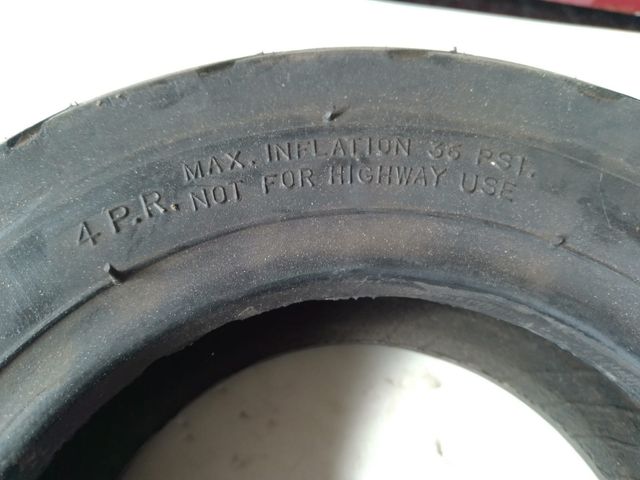 4 P.R.
MAX. INFLATION 36 PSI.
NOT FOR HIGHWAY USE